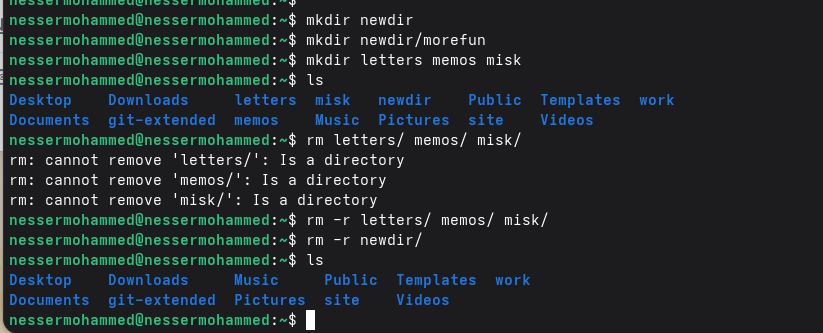 nessermohammed@nessermohammed:~$ mkdir newdir
nessermohammed@nessermohammed:~$ mkdir newdir/morefun
nessermohammed@nessermohammed:~$ mkdir letters memos misk
nessermohammed@nessermohammed:~$ ls
Desktop Downloads letters misk newdir Public Templates work
Documents git-extended memos Music Pictures site Videos
nessermohammed@nessermohammed:~$ rm letters/ memos/ misk/
rm: cannot remove 'letters/': Is a directory
rm: cannot remove 'memos/': Is a directory
rm: cannot remove 'misk/': Is a directory
nessermohammed@nessermohammed:~$ rm -r letters/ memos/ misk/
nessermohammed@nessermohammed:~$ rm -r newdir/
nessermohammed@nessermohammed:~$ ls
Desktop Downloads Music Public Templates work
Documents git-extended Pictures site Videos
nessermohammed@nessermohammed:~$